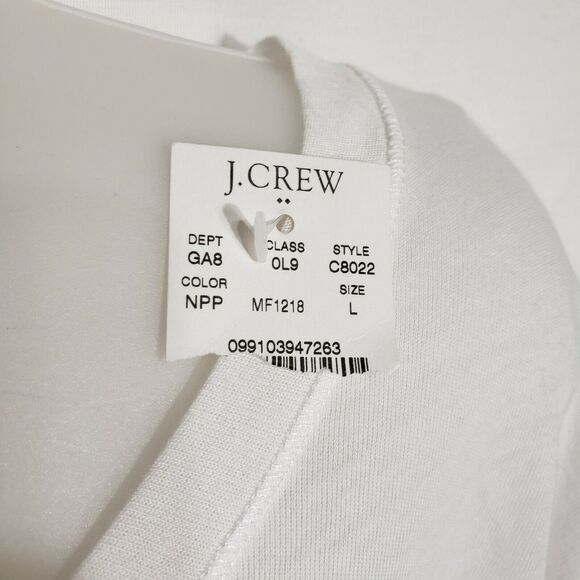 J.CREW
DEPT CLASS STYLE
GA8 0L9 C8022
COLOR SIZE
NPP MF1218 L
099103947263